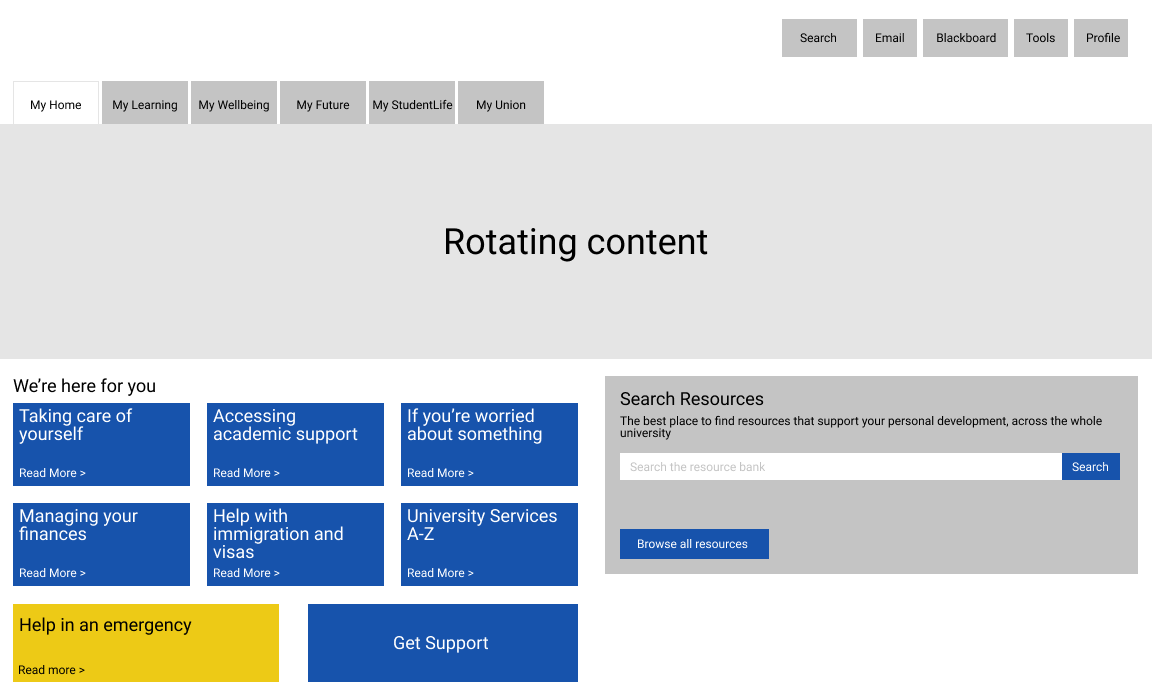 Search
Email
Blackboard
Tools
Profile
My Home
My Learning
My Wellbeing
My Future
My StudentLife
My Union
Rotating content
We’re here for you
Taking care of
yourself
Read More >
Accessing
academic support
Read More >
If you’re worried
about something
Read More >
Managing your
finances
Read More >
Help with
immigration and
visas
Read More >
University Services
A-Z
Read More >
Help in an emergency
Read more >
Get Support
Search Resources
The best place to find resources that support your personal development, across the whole
university
Search the resource bank
Search
Browse all resources